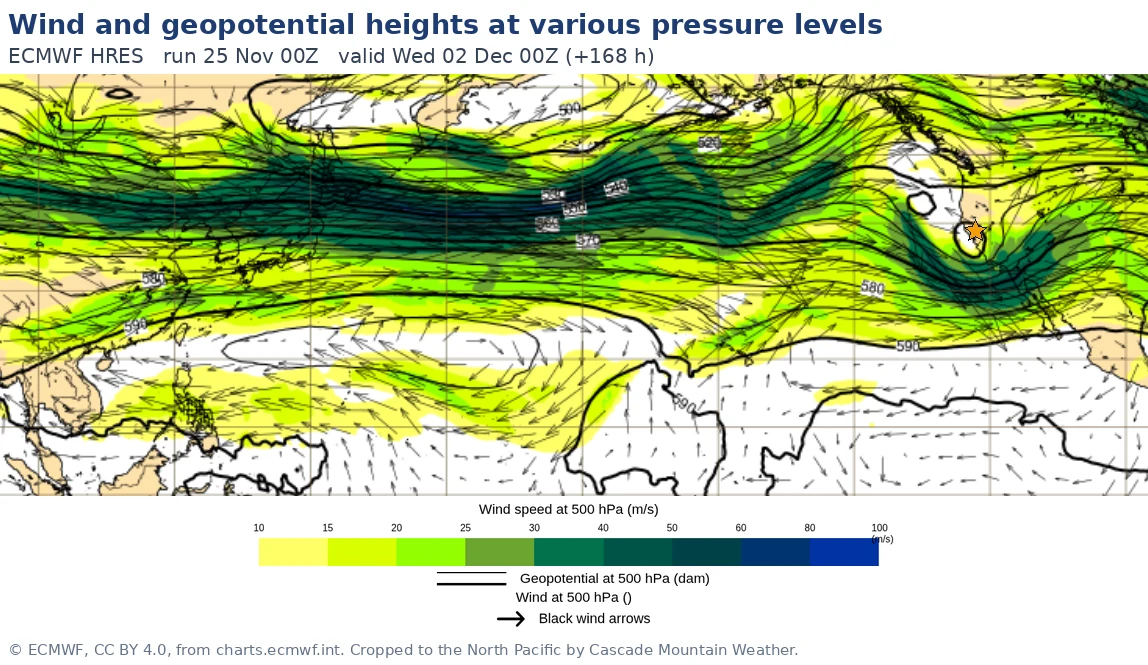 Wind and geopotential heights at various pressure levels
ECMWF HRES run 25 Nov 00Z valid Wed 02 Dec 00Z (+168 h)
500
520
540
550
560
570
580
580
590
590
590
Wind speed at 500 hPa (m/s)
10 15 20 25 30 40 50 60 80 100
(m/s)
Geopotential at 500 hPa (dam)
Wind at 500 hPa ()
Black wind arrows
© ECMWF, CC BY 4.0, from charts.ecmwf.int. Cropped to the North Pacific by Cascade Mountain Weather.